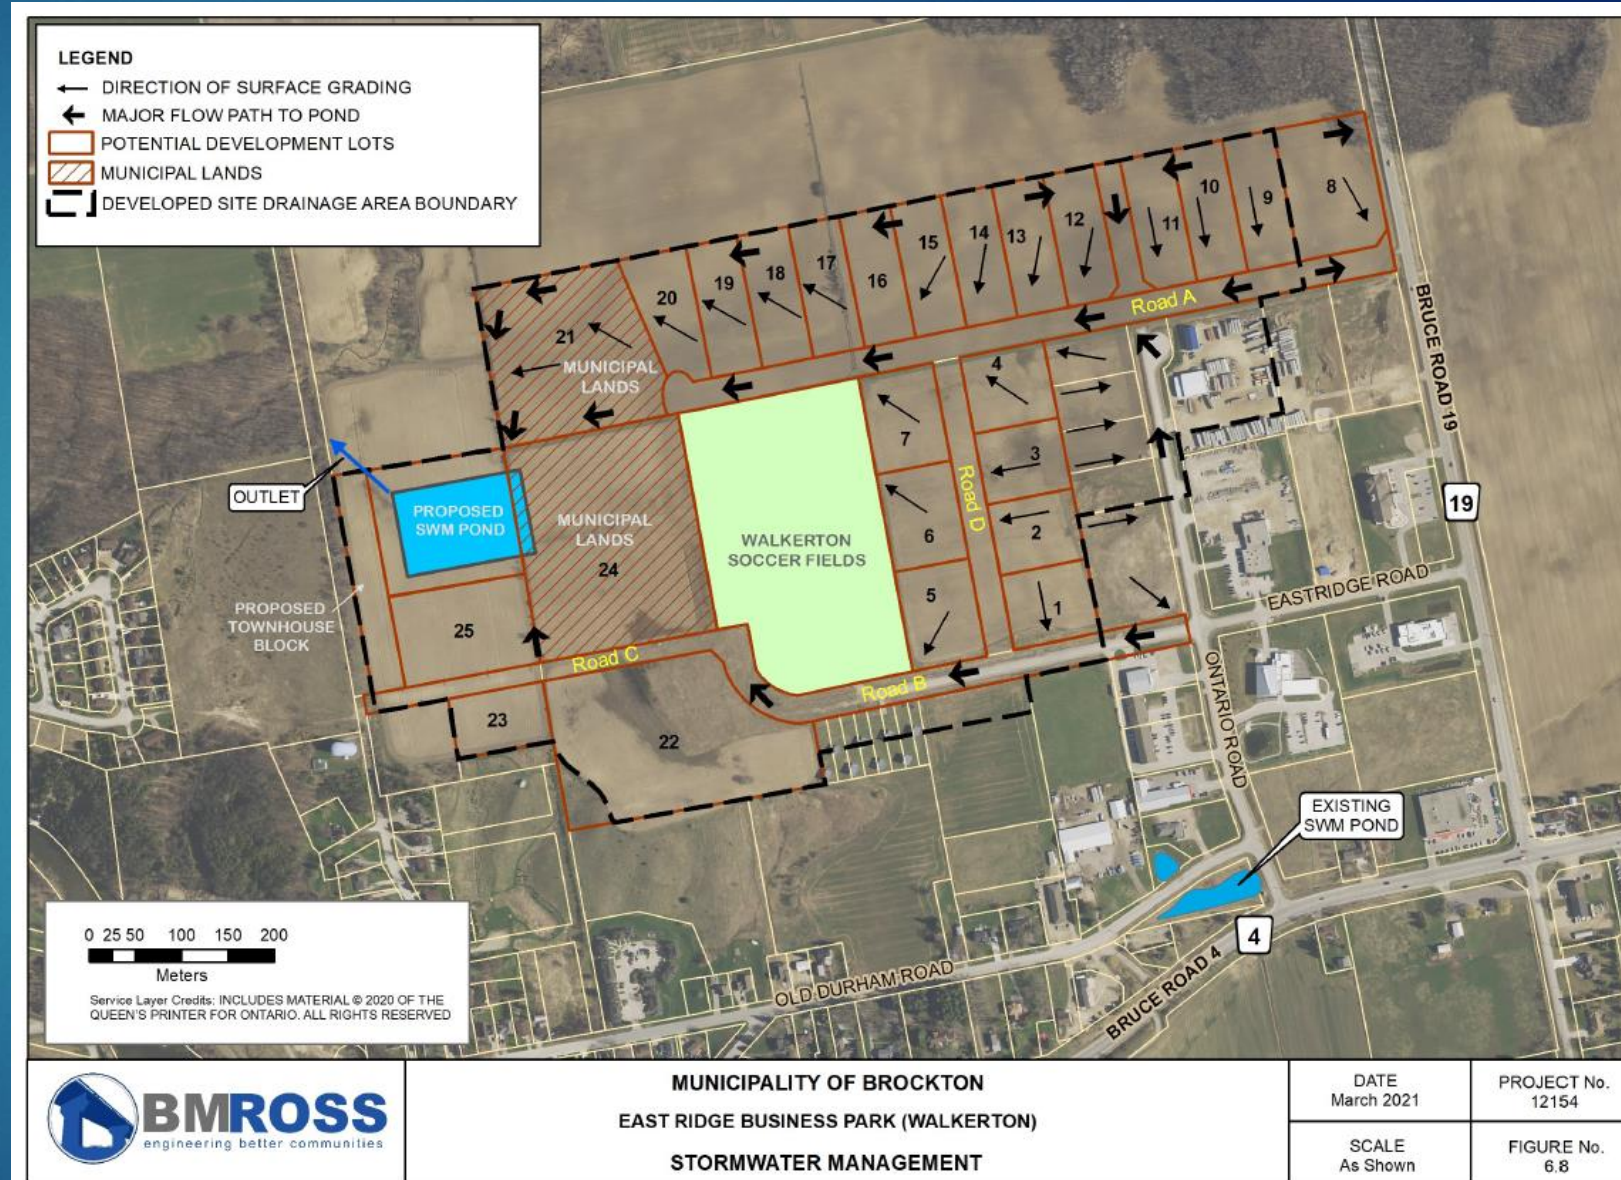 LEGEND
DIRECTION OF SURFACE GRADING
MAJOR FLOW PATH TO POND
POTENTIAL DEVELOPMENT LOTS
MUNICIPAL LANDS
DEVELOPED SITE DRAINAGE AREA BOUNDARY
8
9
10
11
12
13
14
15
16
17
18
19
20
21
MUNICIPAL
LANDS
Road A
BRUCE ROAD 19
19
4
3
2
1
7
6
5
Road D
OUTLET
PROPOSED
SWM POND
MUNICIPAL
LANDS
24
WALKERTON
SOCCER FIELDS
PROPOSED
TOWNHOUSE
BLOCK
25
Road C
Road B
EASTRIDGE ROAD
ONTARIO ROAD
23
22
EXISTING
SWM POND
4
OLD DURHAM ROAD
BRUCE ROAD 4
0 25 50 100 150 200
Meters
Service Layer Credits: INCLUDES MATERIAL © 2020 OF THE
QUEEN'S PRINTER FOR ONTARIO. ALL RIGHTS RESERVED
BMROSS
engineering better communities
MUNICIPALITY OF BROCKTON
EAST RIDGE BUSINESS PARK (WALKERTON)
STORMWATER MANAGEMENT
DATE
March 2021
PROJECT No.
12154
SCALE
As Shown
FIGURE No.
6.8